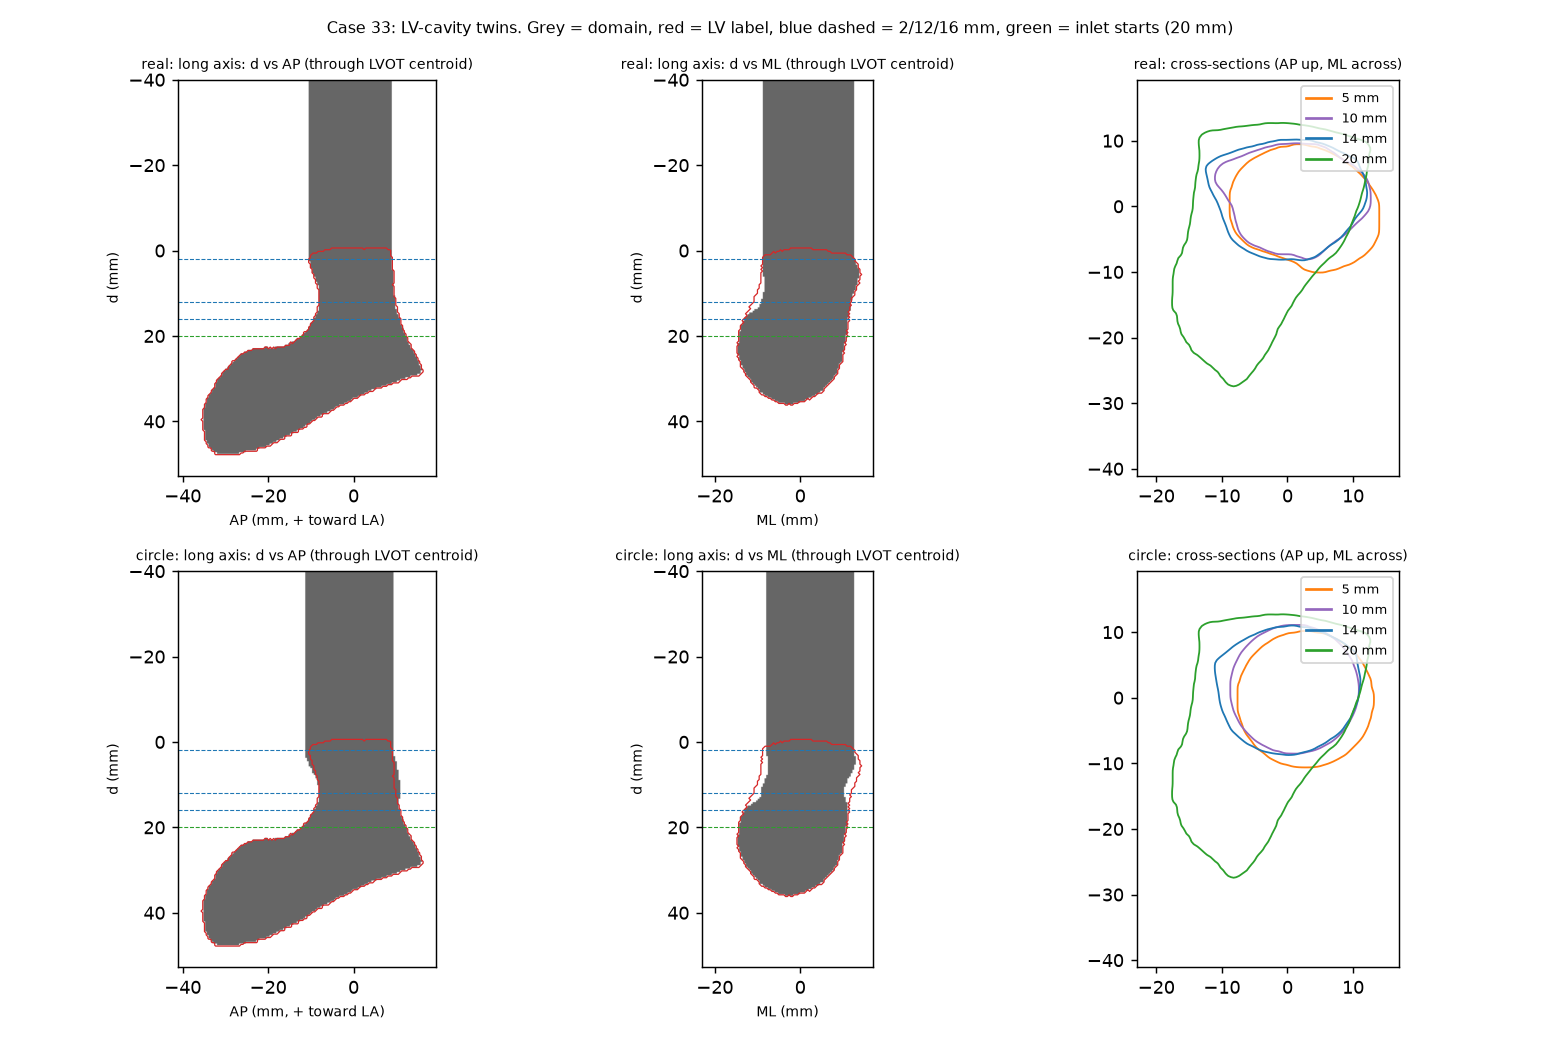 Case 33: LV-cavity twins. Grey = domain, red = LV label, blue dashed = 2/12/16 mm, green = inlet starts (20 mm)
real: long axis: d vs AP (through LVOT centroid)
−40
−20
0
20
40
d (mm)
−40 −20 0
AP (mm, + toward LA)
real: long axis: d vs ML (through LVOT centroid)
−40
−20
0
20
40
d (mm)
−20 0
ML (mm)
real: cross-sections (AP up, ML across)
5 mm
10 mm
14 mm
20 mm
10
0
−10
−20
−30
−40
−20 −10 0 10
circle: long axis: d vs AP (through LVOT centroid)
−40
−20
0
20
40
d (mm)
−40 −20 0
AP (mm, + toward LA)
circle: long axis: d vs ML (through LVOT centroid)
−40
−20
0
20
40
d (mm)
−20 0
ML (mm)
circle: cross-sections (AP up, ML across)
5 mm
10 mm
14 mm
20 mm
10
0
−10
−20
−30
−40
−20 −10 0 10